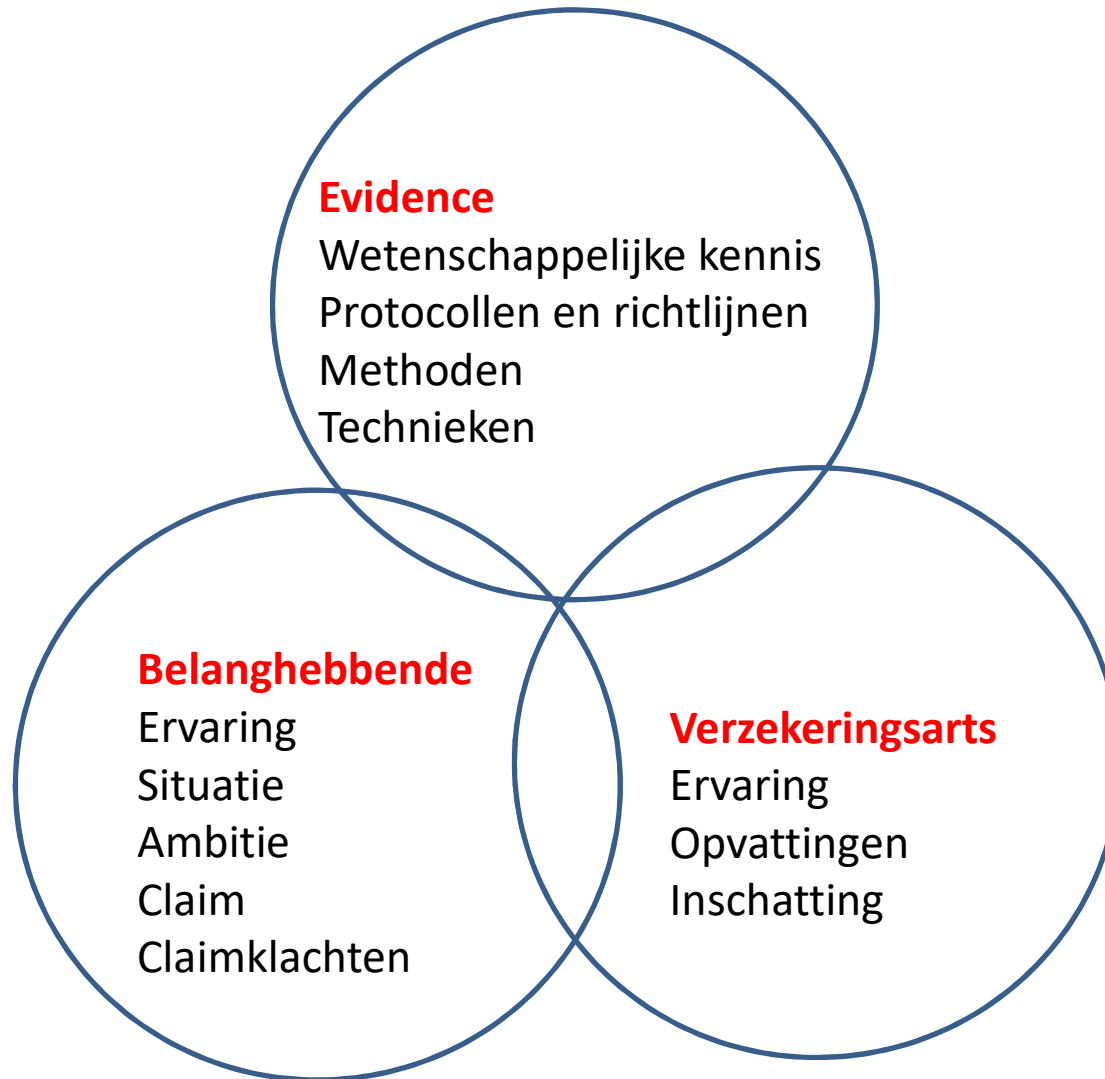 Evidence
Wetenschappelijke kennis
Protocollen en richtlijnen
Methoden
Technieken
Belanghebbende
Ervaring
Situatie
Ambitie
Claim
Claimklachten
Verzekeringsarts
Ervaring
Opvattingen
Inschatting